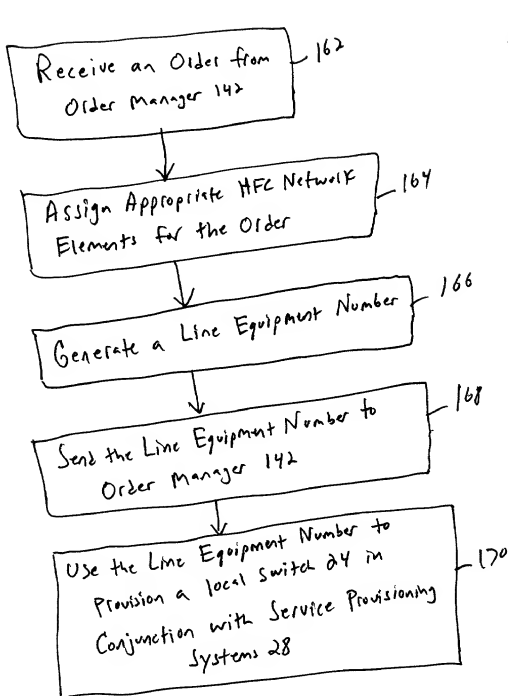 Receive an Order from
Order Manager 142
162
Assign Appropriate HFC Network
Elements for the Order
164
Generate a Line Equipment Number
166
Send the Line Equipment Number to
Order Manager 142
168
Use the Line Equipment Number to
Provision a local Switch 24 in
Conjunction with Service Provisioning
Systems 28
170